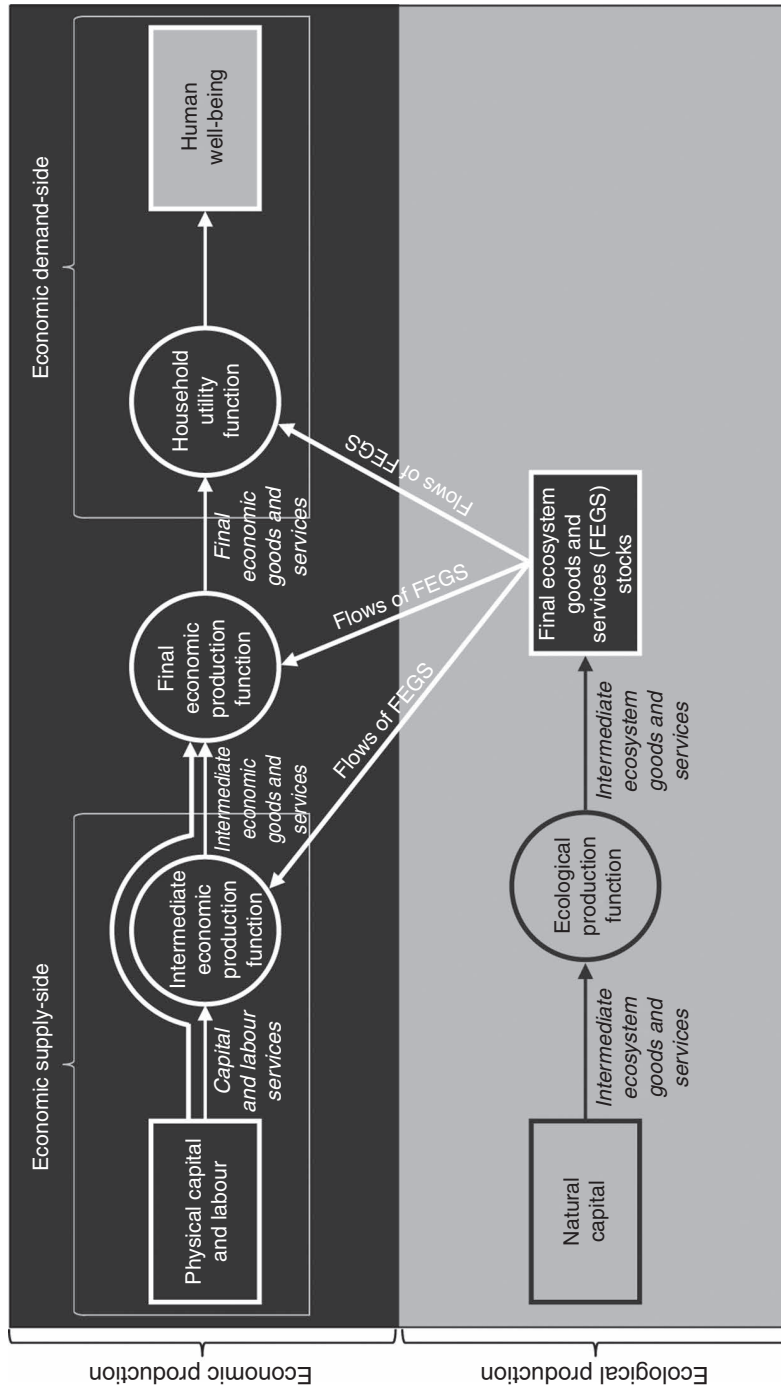 Economic production
Economic supply-side
Economic demand-side
Physical capital
and labour
Capital
and labour
services
Intermediate
economic
production
function
Intermediate
economic
goods and
services
Final
economic
production
function
Final
economic
goods and
services
Household
utility
function
Human
well-being
Flows of FEGS
Flows of FEGS
Flows of FEGS
Ecological production
Natural
capital
Intermediate
ecosystem
goods and
services
Ecological
production
function
Intermediate
ecosystem
goods and
services
Final ecosystem
goods and
services (FEGS)
stocks